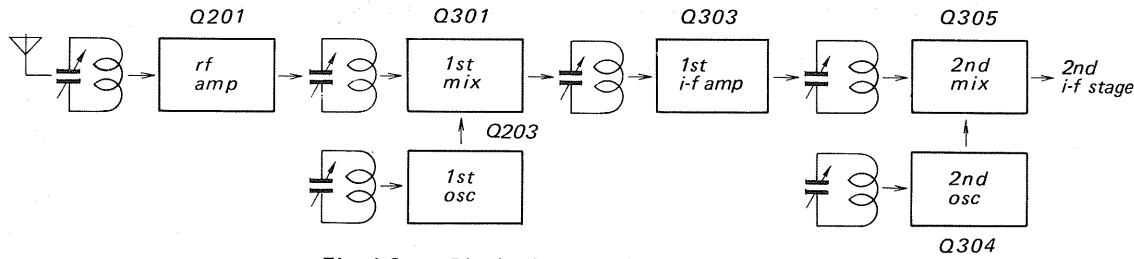 Q201
Q301
Q303
Q305
rf
amp
1st
mix
1st
i-f amp
2nd
mix
2nd
i-f stage
Q203
1st
osc
2nd
osc
Q304